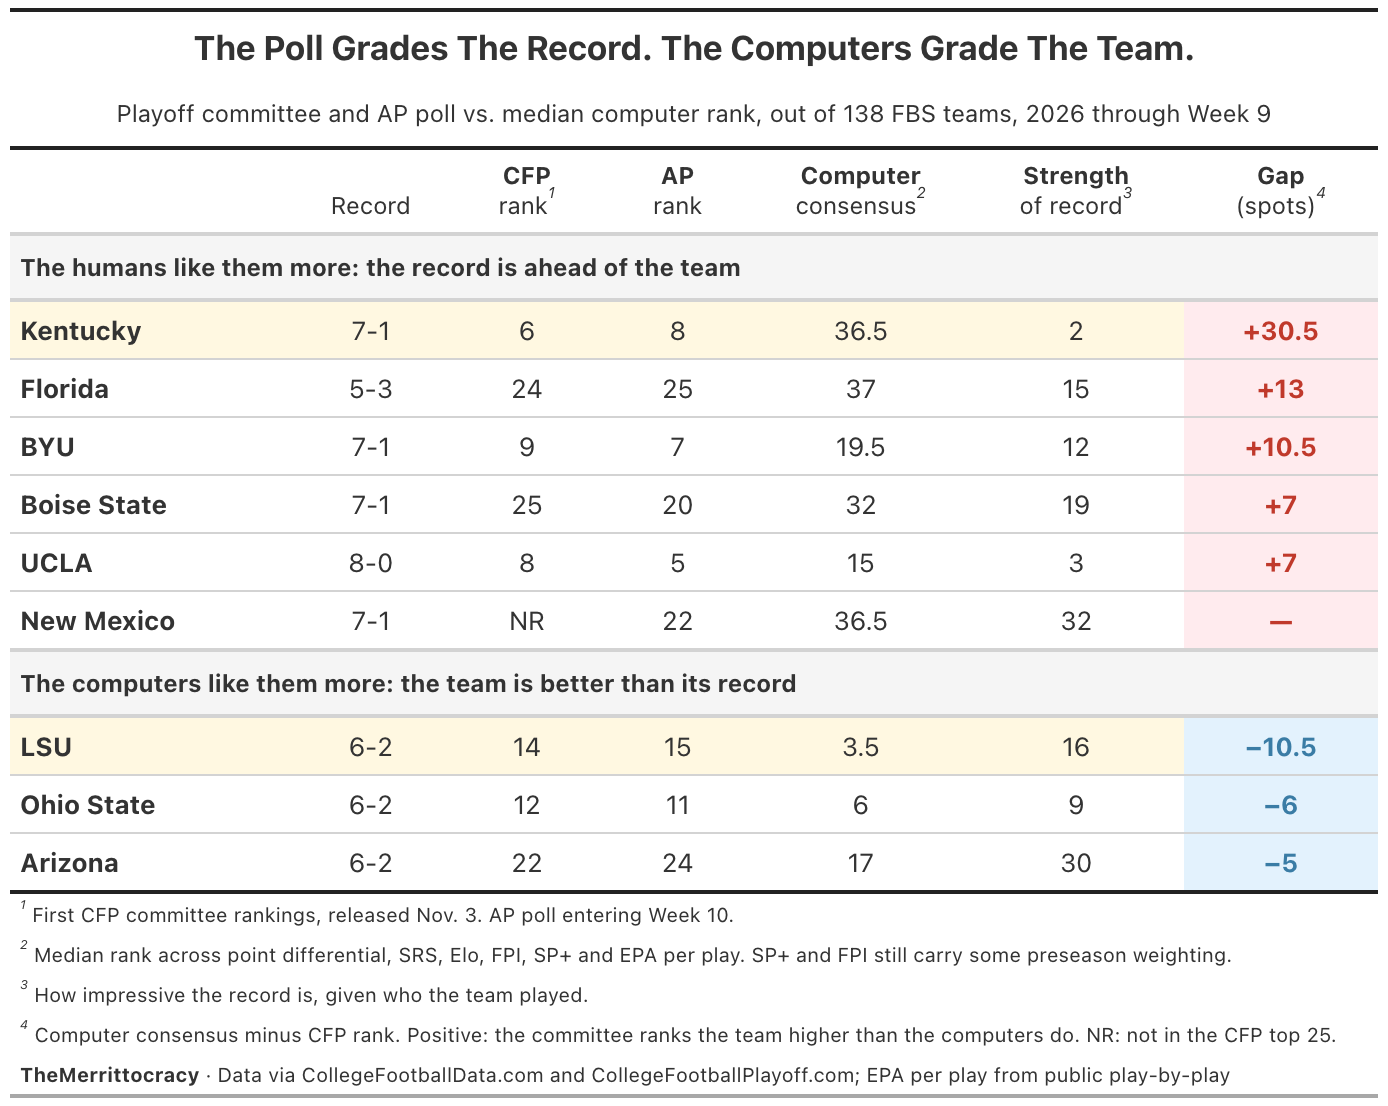 The Poll Grades The Record. The Computers Grade The Team.
Playoff committee and AP poll vs. median computer rank, out of 138 FBS teams, 2026 through Week 9
Record CFP rank¹ AP rank Computer consensus² Strength of record³ Gap (spots)⁴
The humans like them more: the record is ahead of the team
Kentucky 7-1 6 8 36.5 2 +30.5
Florida 5-3 24 25 37 15 +13
BYU 7-1 9 7 19.5 12 +10.5
Boise State 7-1 25 20 32 19 +7
UCLA 8-0 8 5 15 3 +7
New Mexico 7-1 NR 22 36.5 32 —
The computers like them more: the team is better than its record
LSU 6-2 14 15 3.5 16 −10.5
Ohio State 6-2 12 11 6 9 −6
Arizona 6-2 22 24 17 30 −5
¹ First CFP committee rankings, released Nov. 3. AP poll entering Week 10.
² Median rank across point differential, SRS, Elo, FPI, SP+ and EPA per play. SP+ and FPI still carry some preseason weighting.
³ How impressive the record is, given who the team played.
⁴ Computer consensus minus CFP rank. Positive: the committee ranks the team higher than the computers do. NR: not in the CFP top 25.
TheMerrittocracy · Data via CollegeFootballData.com and CollegeFootballPlayoff.com; EPA per play from public play-by-play